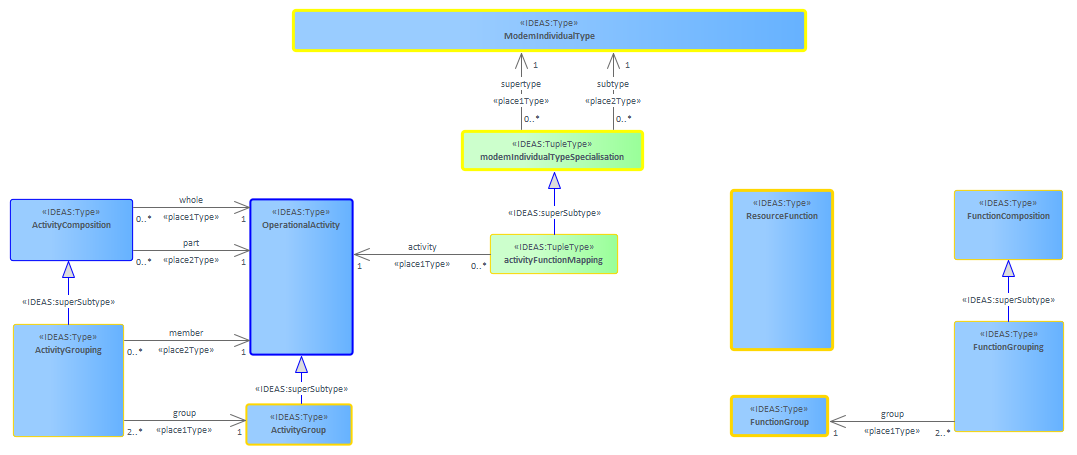 «IDEAS:Type»
ModemIndividualType
1
1
supertype
subtype
«place1Type»
«place2Type»
0..*
0..*
«IDEAS:TupleType»
modemIndividualTypeSpecialisation
«IDEAS:superSubtype»
«IDEAS:TupleType»
activityFunctionMapping
activity
«place1Type»
1
0..*
«IDEAS:Type»
ActivityComposition
whole
0..*
«place1Type»
1
part
0..*
«place2Type»
1
«IDEAS:Type»
OperationalActivity
«IDEAS:superSubtype»
«IDEAS:Type»
ActivityGrouping
member
0..*
«place2Type»
1
group
2..*
«place1Type»
1
«IDEAS:superSubtype»
«IDEAS:Type»
ActivityGroup
«IDEAS:Type»
ResourceFunction
«IDEAS:Type»
FunctionComposition
«IDEAS:superSubtype»
«IDEAS:Type»
FunctionGrouping
«IDEAS:Type»
FunctionGroup
group
1
«place1Type»
2..*